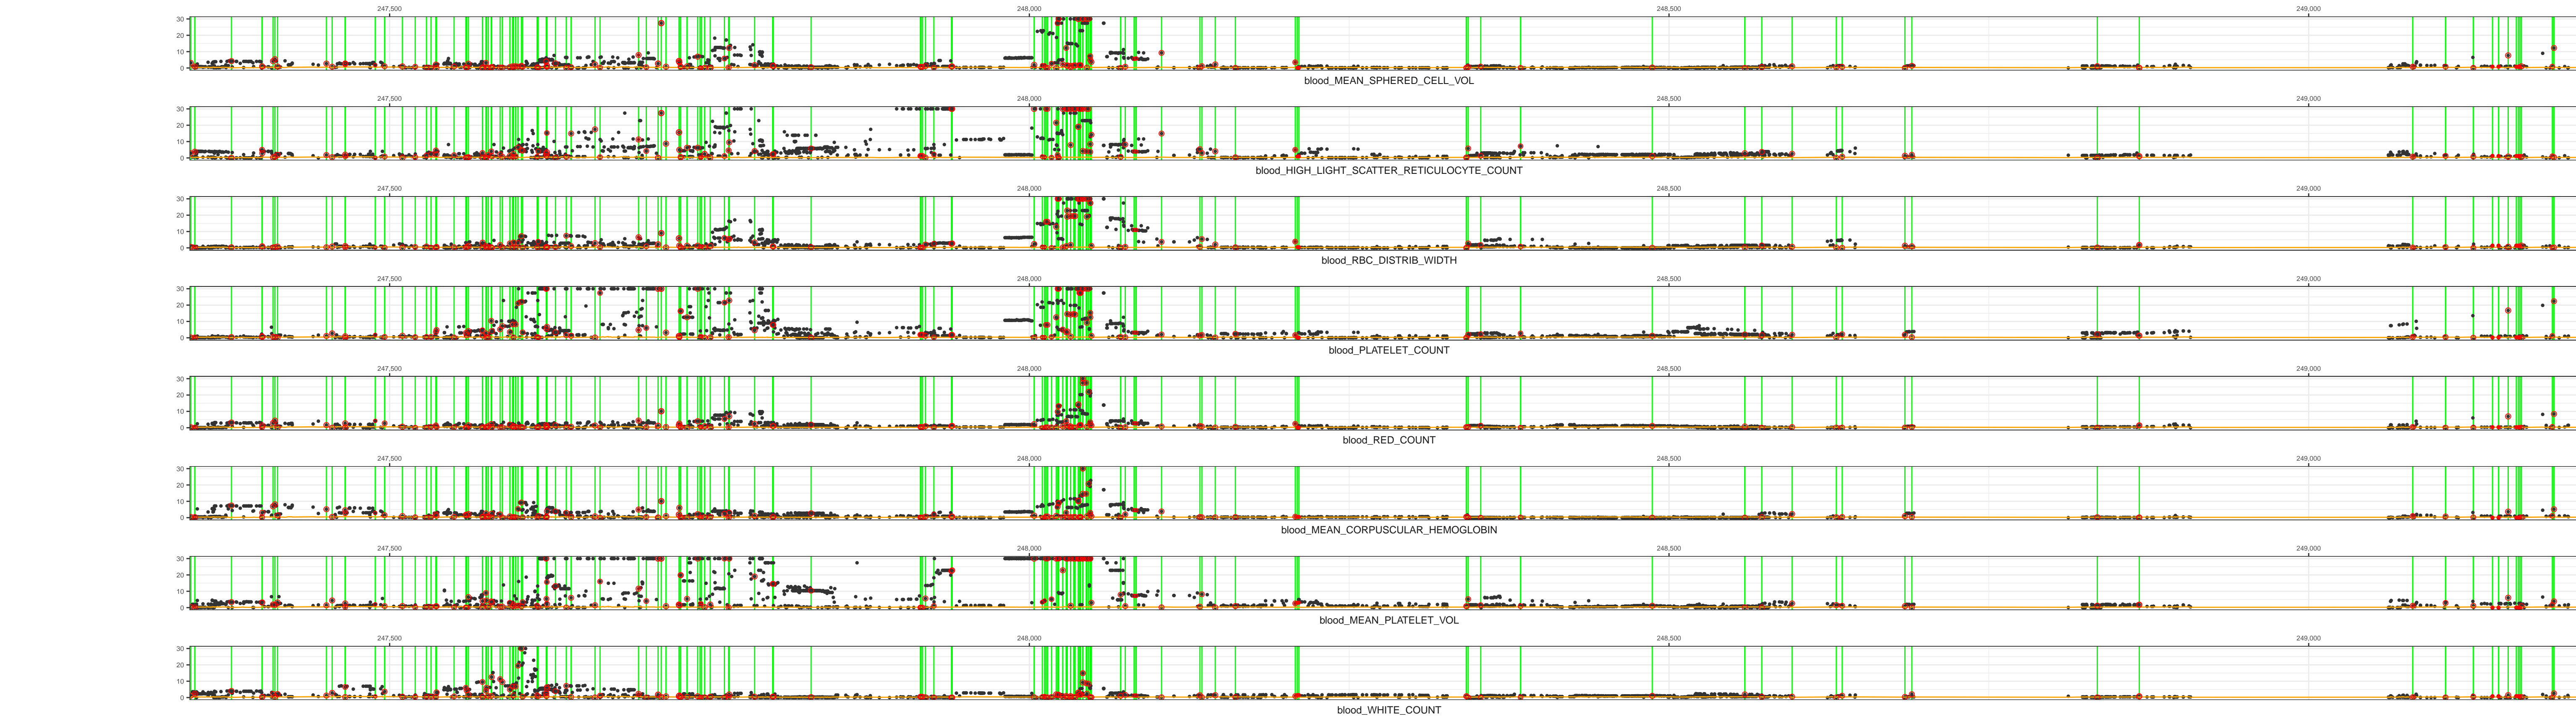 247,500 248,000 248,500 249,000
30
20
10
0
blood_MEAN_SPHERED_CELL_VOL
247,500 248,000 248,500 249,000
30
20
10
0
blood_HIGH_LIGHT_SCATTER_RETICULOCYTE_COUNT
247,500 248,000 248,500 249,000
30
20
10
0
blood_RBC_DISTRIB_WIDTH
247,500 248,000 248,500 249,000
30
20
10
0
blood_PLATELET_COUNT
247,500 248,000 248,500 249,000
30
20
10
0
blood_RED_COUNT
247,500 248,000 248,500 249,000
30
20
10
0
blood_MEAN_CORPUSCULAR_HEMOGLOBIN
247,500 248,000 248,500 249,000
30
20
10
0
blood_MEAN_PLATELET_VOL
247,500 248,000 248,500 249,000
30
20
10
0
blood_WHITE_COUNT